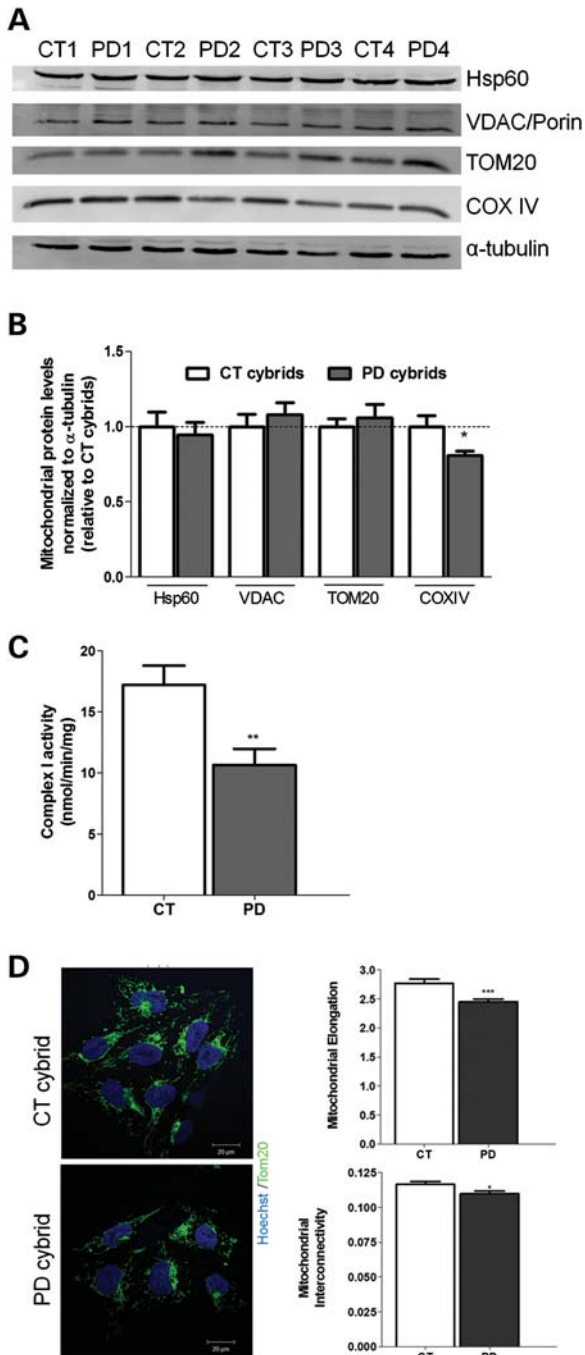 A
CT1 PD1 CT2 PD2 CT3 PD3 CT4 PD4
Hsp60
VDAC/Porin
TOM20
COX IV
α-tubulin
B
Mitochondrial protein levels
normalized to α-tubulin
(relative to CT cybrids)
1.5
1.0
0.5
0.0
CT cybrids
PD cybrids
*
Hsp60 VDAC TOM20 COXIV
C
Complex I activity
(nmol/min/mg)
20
15
10
5
0
**
CT PD
D
CT cybrid
20 µm
PD cybrid
20 µm
Hoechst /Tom20
Mitochondrial Elongation
3.0
2.5
2.0
1.5
1.0
0.5
0.0
***
CT PD
Mitochondrial
Interconnectivity
0.125
0.100
0.075
0.050
0.025
0.000
*
CT PD